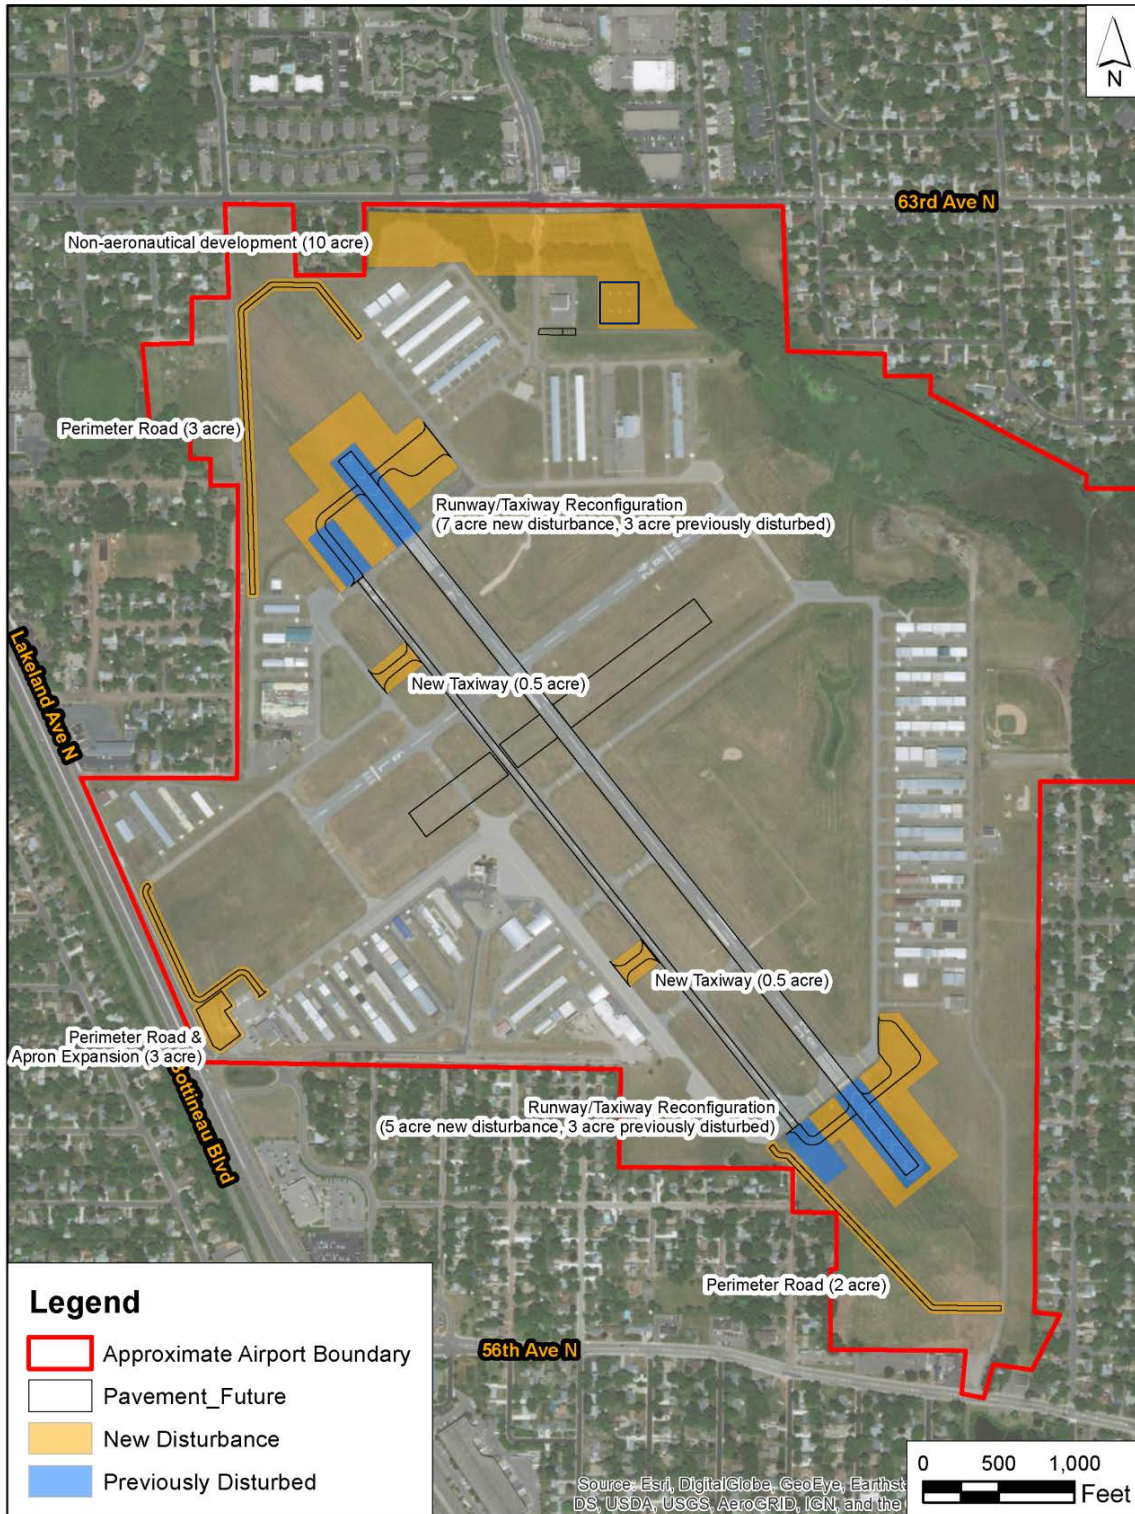 N
63rd Ave N
Non-aeronautical development (10 acre)
Perimeter Road (3 acre)
Runway/Taxiway Reconfiguration
(7 acre new disturbance, 3 acre previously disturbed)
Lakeland Ave N
New Taxiway (0.5 acre)
New Taxiway (0.5 acre)
Perimeter Road &
Apron Expansion (3 acre)
Bottineau Blvd
Runway/Taxiway Reconfiguration
(5 acre new disturbance, 3 acre previously disturbed)
Perimeter Road (2 acre)
56th Ave N
Legend
Approximate Airport Boundary
Pavement_Future
New Disturbance
Previously Disturbed
0 500 1,000
Feet
Source: Esri, DigitalGlobe, GeoEye, Earthsta
DS, USDA, USGS, AeroGRID, IGN, and the